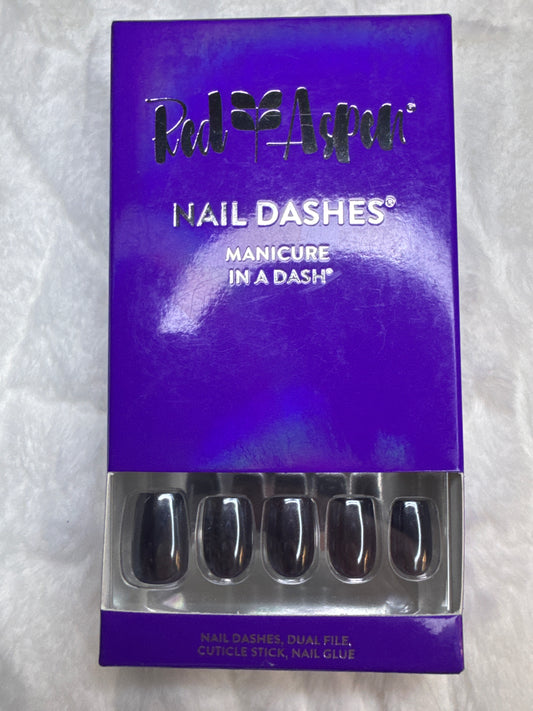 Red Aspen®
NAIL DASHES®
MANICURE
IN A DASH®
NAIL DASHES, DUAL FILE,
CUTICLE STICK, NAIL GLUE